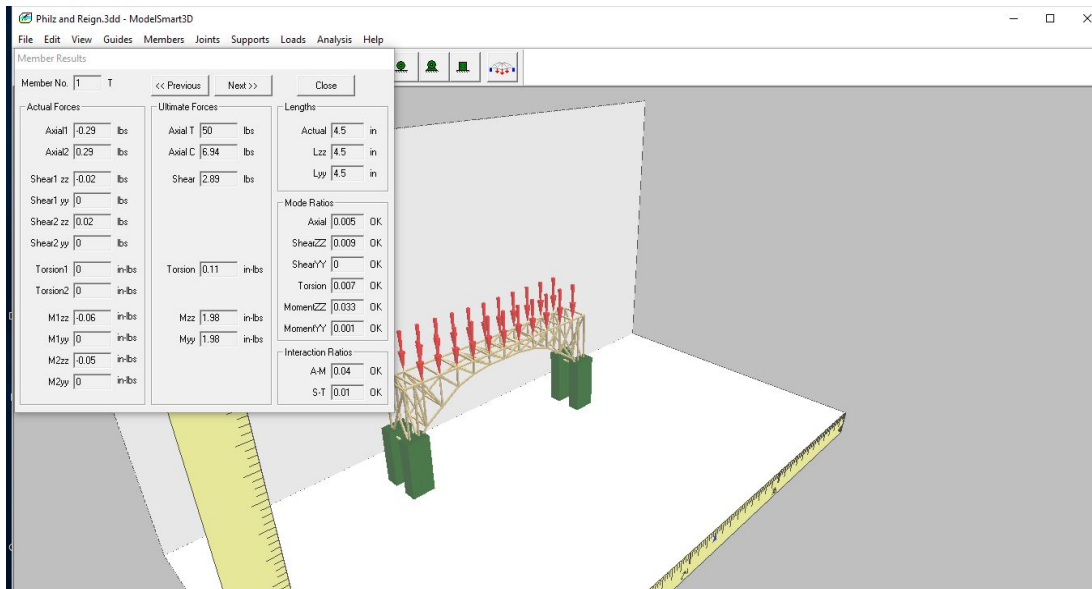 Philz and Reign.3dd - ModelSmart3D
File Edit View Guides Members Joints Supports Loads Analysis Help
Member Results
Member No. 1 T << Previous Next >> Close
Actual Forces
Axial1 -0.29 lbs
Axial2 0.29 lbs
Shear1 zz -0.02 lbs
Shear1 yy 0 lbs
Shear2 zz 0.02 lbs
Shear2 yy 0 lbs
Torsion1 0 in-lbs
Torsion2 0 in-lbs
M1zz -0.06 in-lbs
M1yy 0 in-lbs
M2zz -0.05 in-lbs
M2yy 0 in-lbs
Ultimate Forces
Axial T 50 lbs
Axial C 6.94 lbs
Shear 2.89 lbs
Torsion 0.11 in-lbs
Mzz 1.98 in-lbs
Myy 1.98 in-lbs
Lengths
Actual 4.5 in
Lzz 4.5 in
Lyy 4.5 in
Mode Ratios
Axial 0.005 OK
ShearZZ 0.009 OK
ShearYY 0 OK
Torsion 0.007 OK
MomentZZ 0.033 OK
MomentYY 0.001 OK
Interaction Ratios
A-M 0.04 OK
S-T 0.01 OK